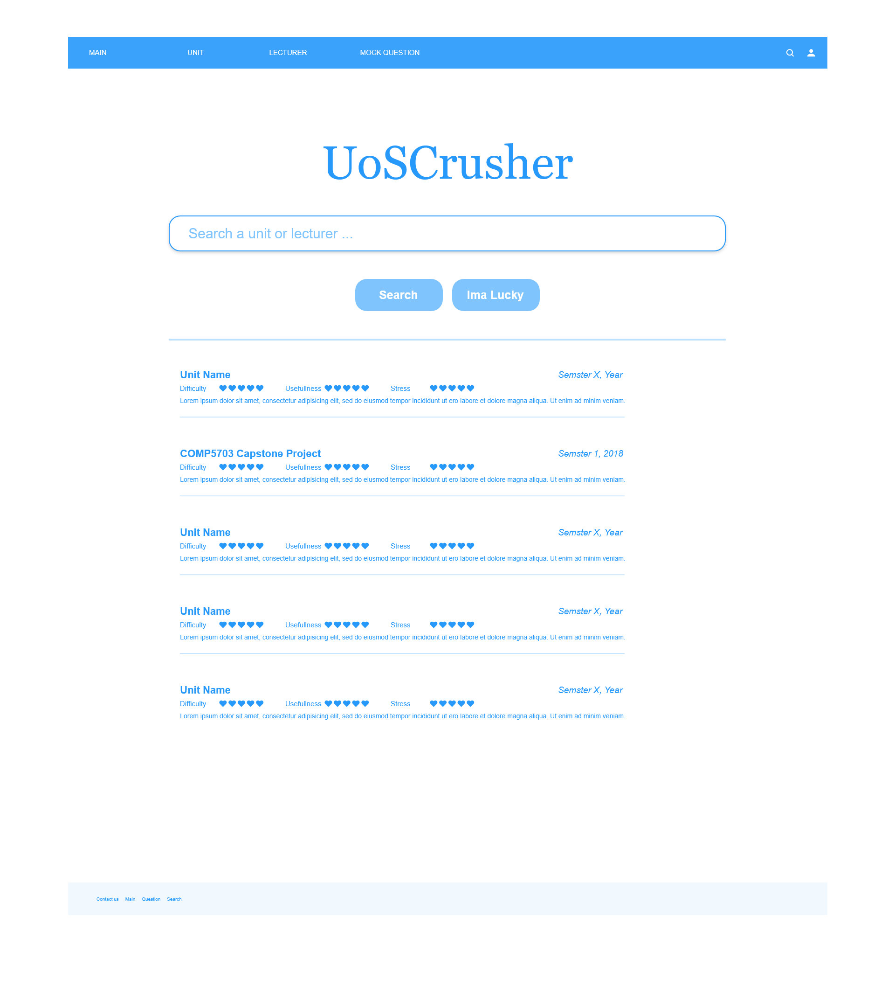 MAIN UNIT LECTURER MOCK QUESTION
UoSCrusher
Search a unit or lecturer ...
Search Ima Lucky
Unit Name Semster X, Year
Difficulty Usefullness Stress
Lorem ipsum dolor sit amet, consectetur adipisicing elit, sed do eiusmod tempor incididunt ut ero labore et dolore magna aliqua. Ut enim ad minim veniam.
COMP5703 Capstone Project Semster 1, 2018
Difficulty Usefullness Stress
Lorem ipsum dolor sit amet, consectetur adipisicing elit, sed do eiusmod tempor incididunt ut ero labore et dolore magna aliqua. Ut enim ad minim veniam.
Unit Name Semster X, Year
Difficulty Usefullness Stress
Lorem ipsum dolor sit amet, consectetur adipisicing elit, sed do eiusmod tempor incididunt ut ero labore et dolore magna aliqua. Ut enim ad minim veniam.
Unit Name Semster X, Year
Difficulty Usefullness Stress
Lorem ipsum dolor sit amet, consectetur adipisicing elit, sed do eiusmod tempor incididunt ut ero labore et dolore magna aliqua. Ut enim ad minim veniam.
Unit Name Semster X, Year
Difficulty Usefullness Stress
Lorem ipsum dolor sit amet, consectetur adipisicing elit, sed do eiusmod tempor incididunt ut ero labore et dolore magna aliqua. Ut enim ad minim veniam.
Contact us Main Question Search